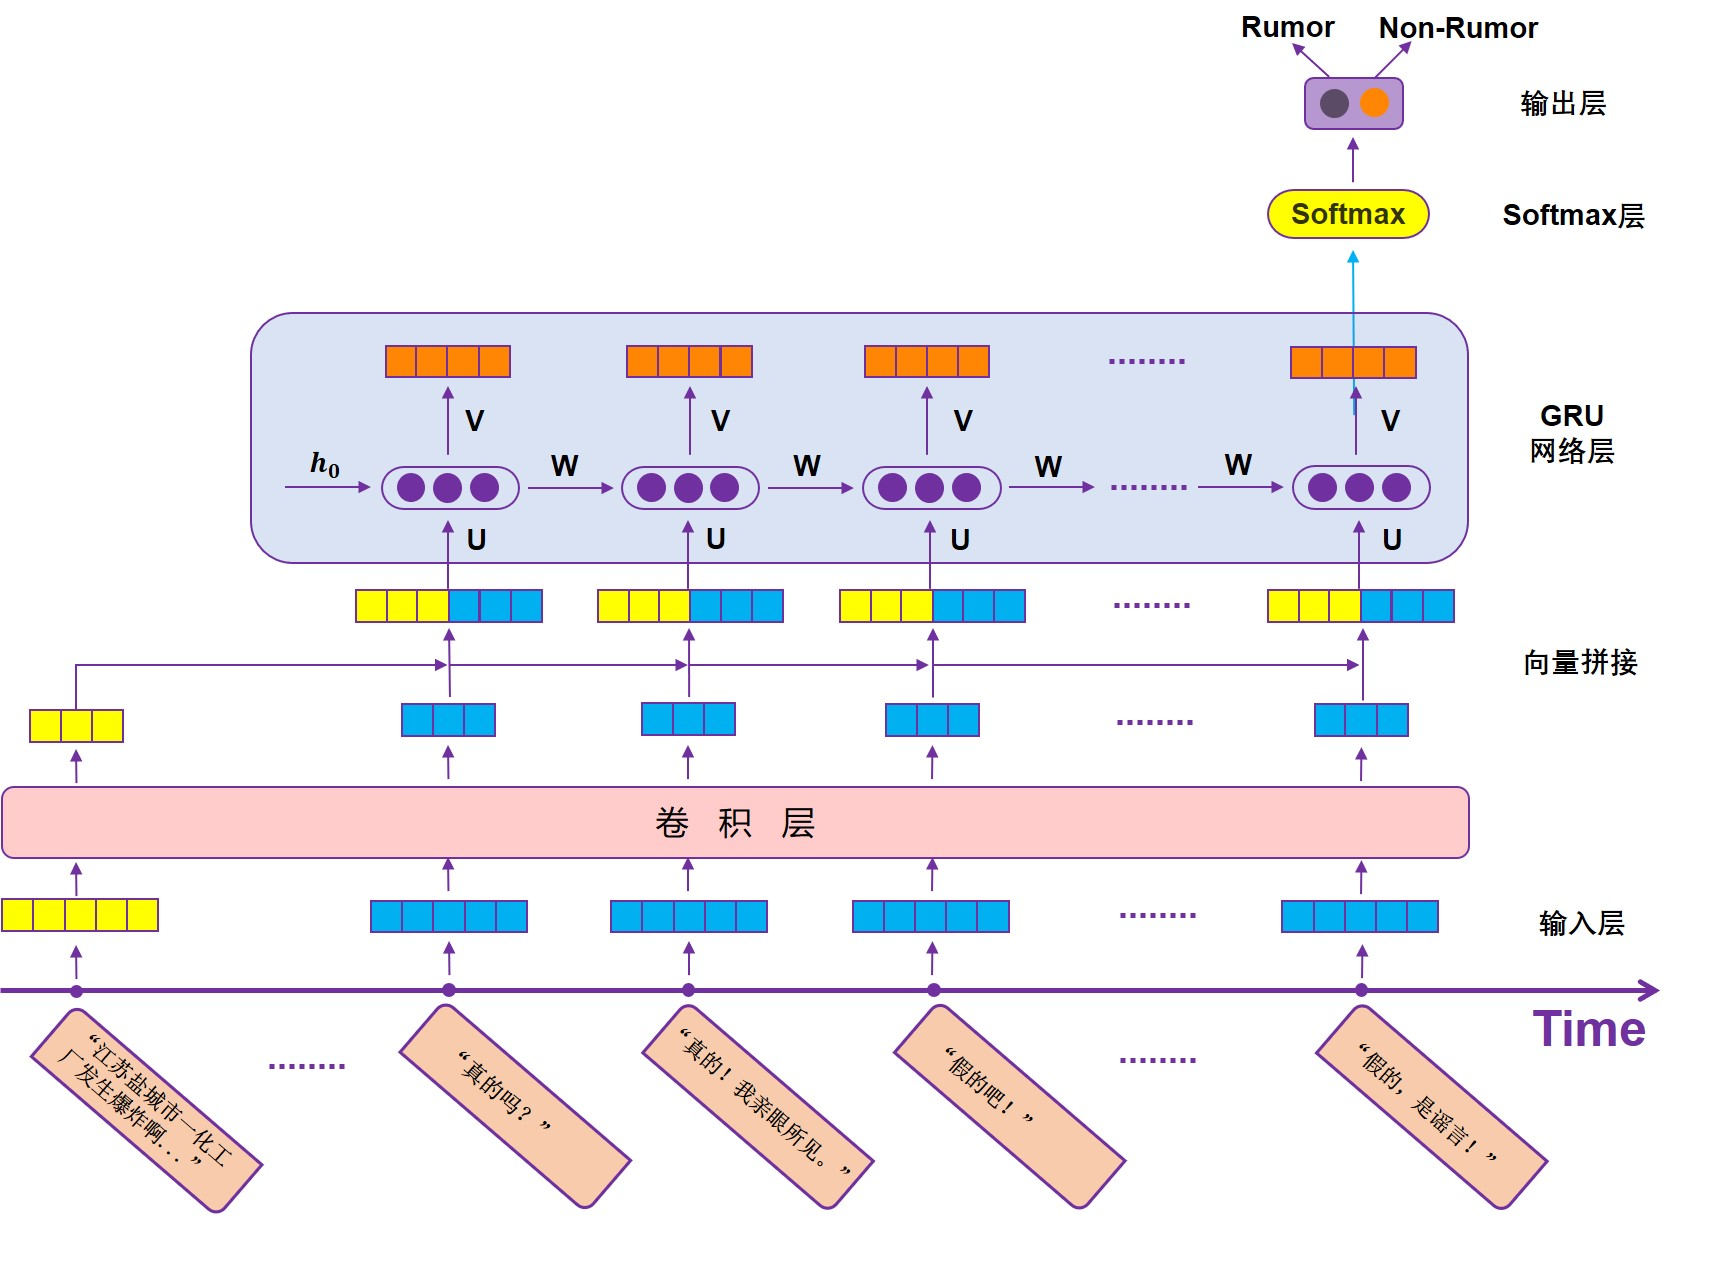 Rumor
Non-Rumor
输出层
Softmax
Softmax层
V
V
V
V
GRU
网络层
h₀
W
W
W
W
U
U
U
U
向量拼接
卷 积 层
输入层
Time
“江苏盐城市一化工
厂发生爆炸啊...”
“真的吗？”
“真的！我亲眼所见。”
“假的吧！”
“假的，是谣言！”